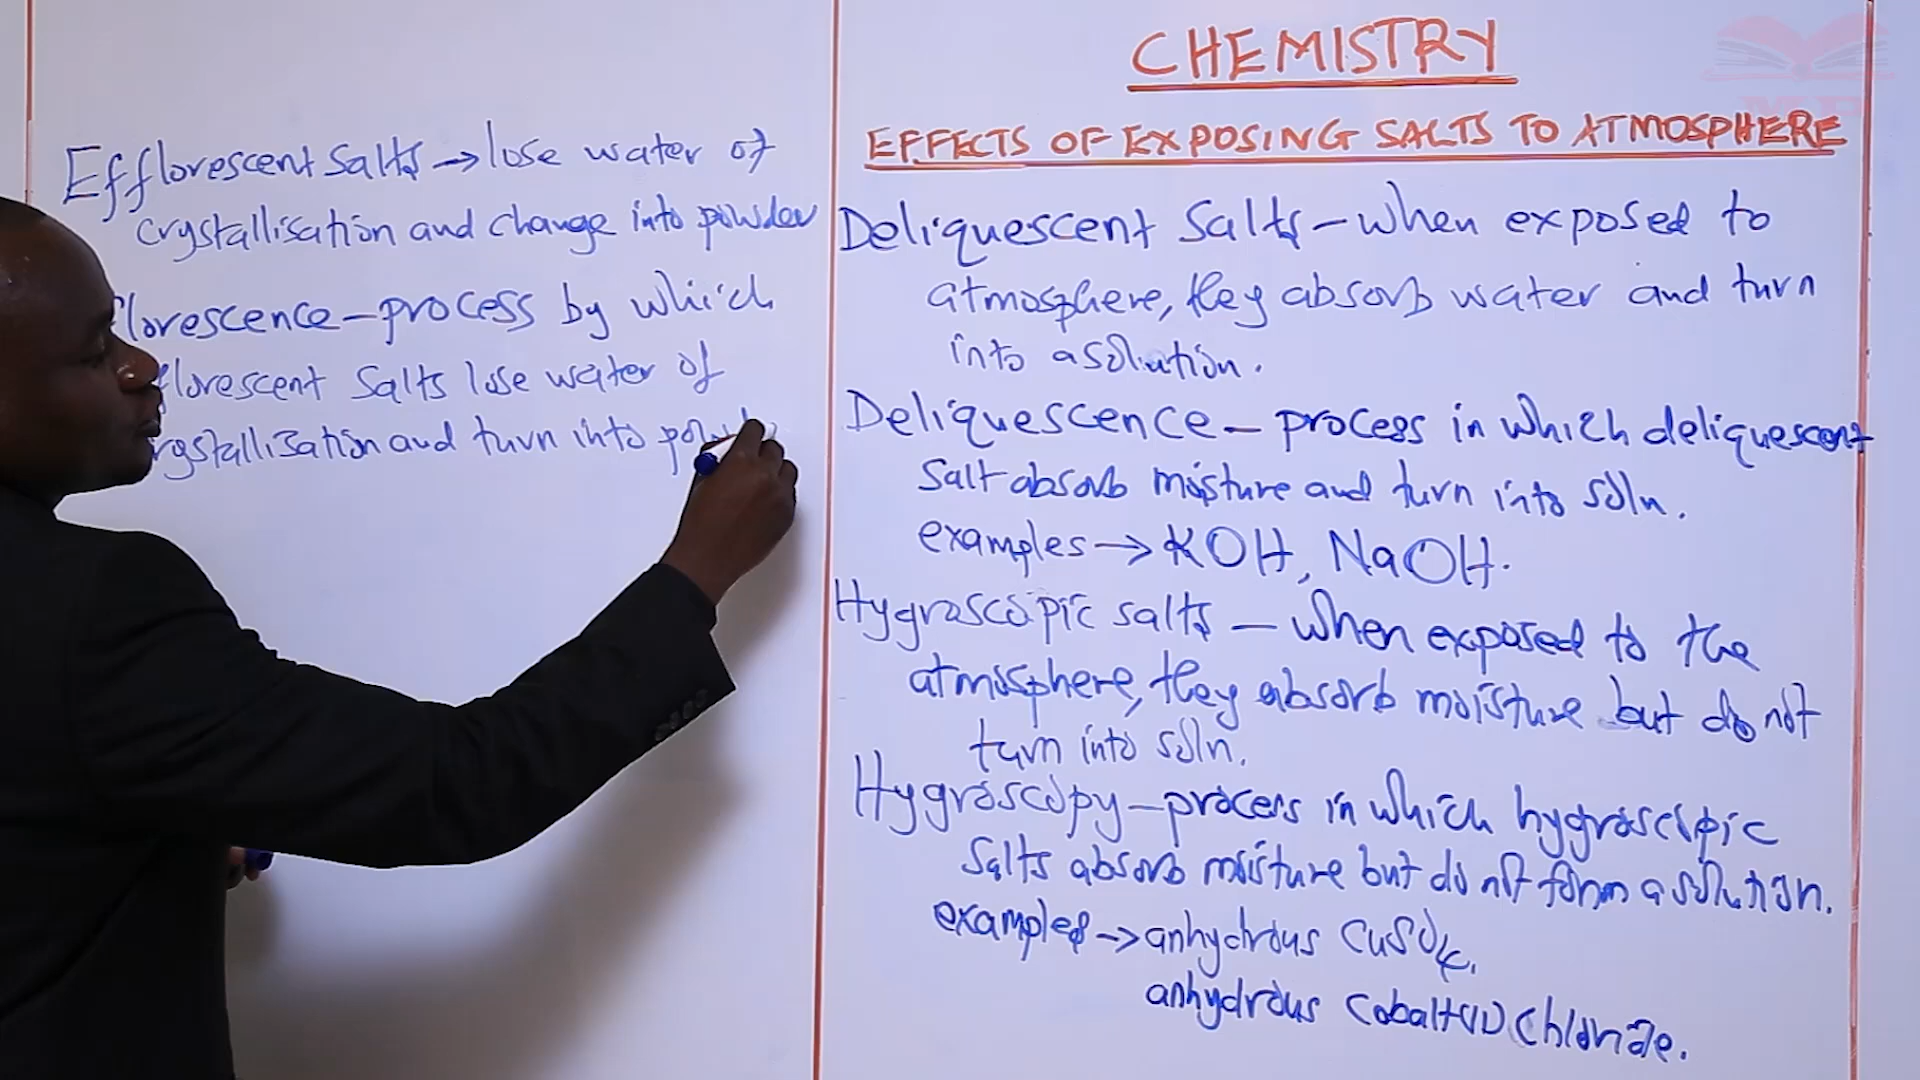 CHEMISTRY
EFFECTS OF EXPOSING SALTS TO ATMOSPHERE
Deliquescent Salts - when exposed to
atmosphere, they absorb water and turn
into a solution.
Deliquescence - process in which deliquescent
Salt absorb moisture and turn into soln.
examples → KOH, NaOH.
Hygroscopic salts - when exposed to the
atmosphere, they absorb moisture but do not
turn into soln.
Hygroscopy - process in which hygroscopic
Salts absorb moisture but do not form a solution.
examples → anhydrous CuSO4.
anhydrous Cobalt(II) Chloride.
Efflorescent Salts → lose water of
crystallisation and change into powder
florescence - process by which
florescent Salts lose water of
rystallisation and turn into pow